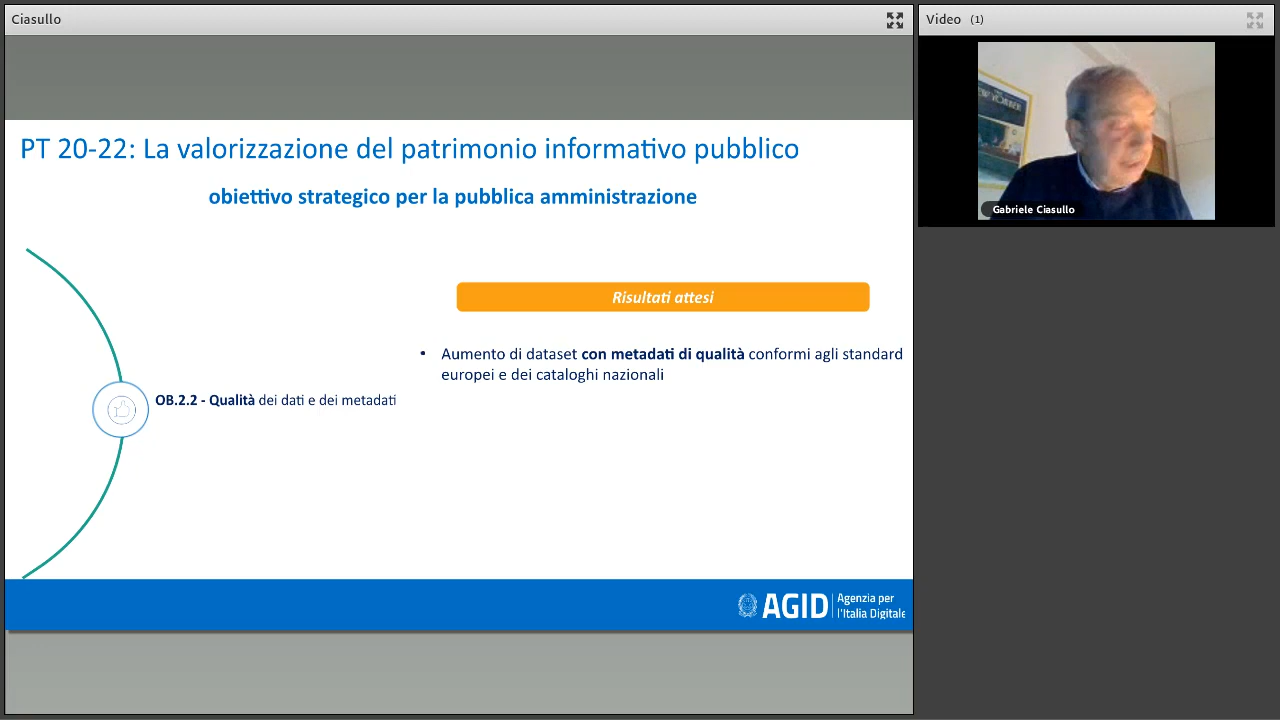 Ciasullo
Video (1)
PT 20-22: La valorizzazione del patrimonio informativo pubblico
obiettivo strategico per la pubblica amministrazione
Risultati attesi
• Aumento di dataset con metadati di qualità conformi agli standard
europei e dei cataloghi nazionali
OB.2.2 - Qualità dei dati e dei metadati
AGID Agenzia per
l'Italia Digitale
YORKER
Gabriele Ciasullo